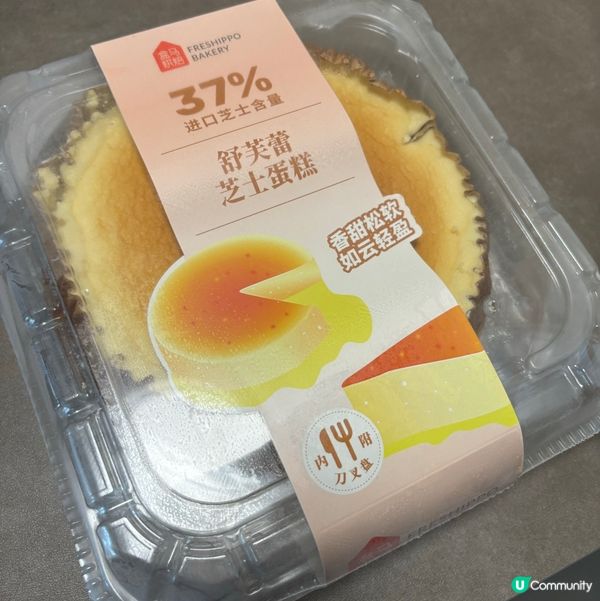 盒马
烘焙
FRESHIPPO
BAKERY
37%
进口芝士含量
舒芙蕾
芝士蛋糕
香甜松软
如云轻盈
内 附
刀叉盘
FRESHIPPO
U Community